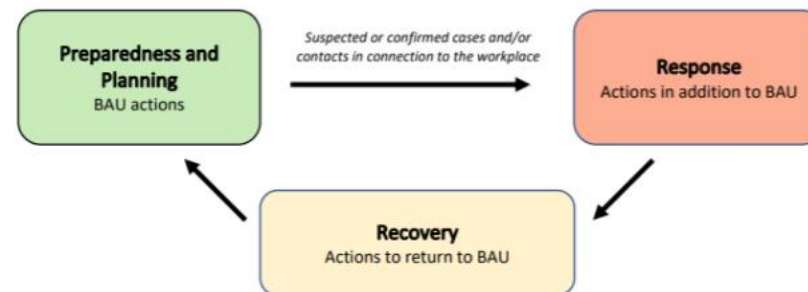 Preparedness and
Planning
BAU actions
Suspected or confirmed cases and/or
contacts in connection to the workplace
Response
Actions in addition to BAU
Recovery
Actions to return to BAU